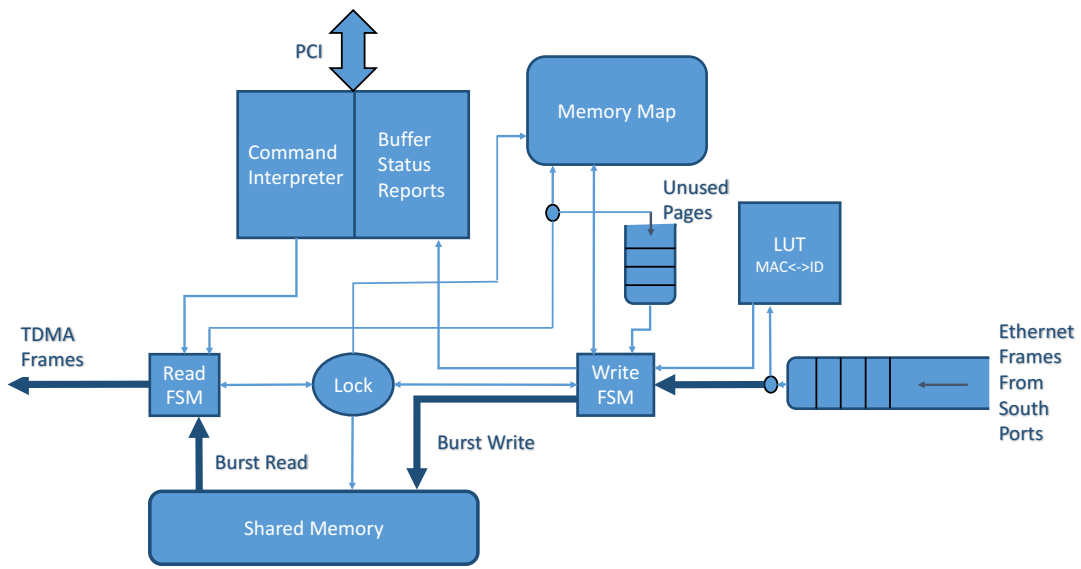 PCI
Command
Interpreter
Buffer
Status
Reports
Memory Map
Unused
Pages
LUT
MAC<->ID
TDMA
Frames
Read
FSM
Lock
Write
FSM
Ethernet
Frames
From
South
Ports
Burst Read
Burst Write
Shared Memory